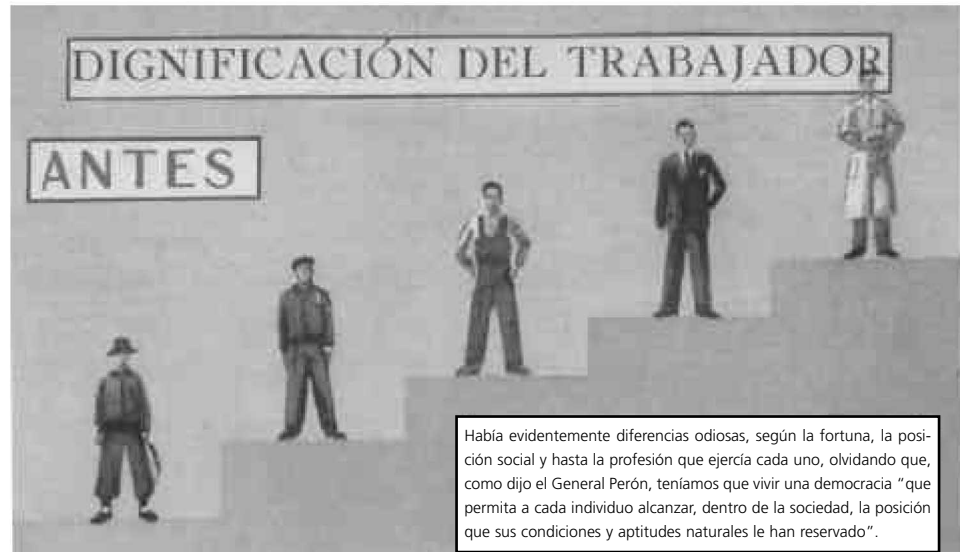 DIGNIFICACIÓN DEL TRABAJADOR
ANTES
Había evidentemente diferencias odiosas, según la fortuna, la posi-
ción social y hasta la profesión que ejercía cada uno, olvidando que,
como dijo el General Perón, teníamos que vivir una democracia “que
permita a cada individuo alcanzar, dentro de la sociedad, la posición
que sus condiciones y aptitudes naturales le han reservado”.